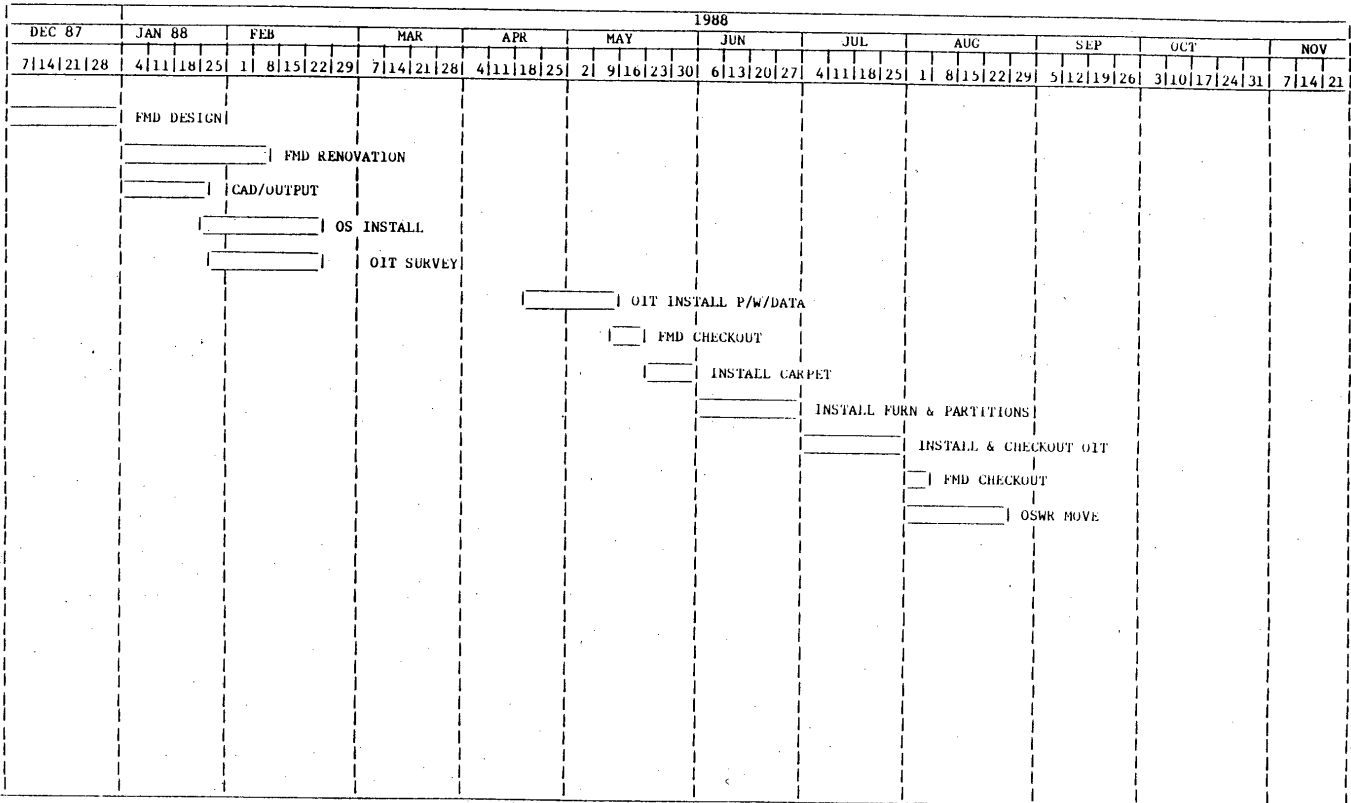 1988
DEC 87 JAN 88 FEB MAR APR MAY JUN JUL AUG SEP OCT NOV
7|14|21|28 4|11|18|25 1| 8|15|22|29 7|14|21|28 4|11|18|25 2| 9|16|23|30 6|13|20|27 4|11|18|25 1| 8|15|22|29 5|12|19|26 3|10|17|24|31 7|14|21
FMD DESIGN
FMD RENOVATION
CAD/OUTPUT
OS INSTALL
OIT SURVEY
OIT INSTALL P/W/DATA
FMD CHECKOUT
INSTALL CARPET
INSTALL FURN & PARTITIONS
INSTALL & CHECKOUT OIT
FMD CHECKOUT
OSWR MOVE